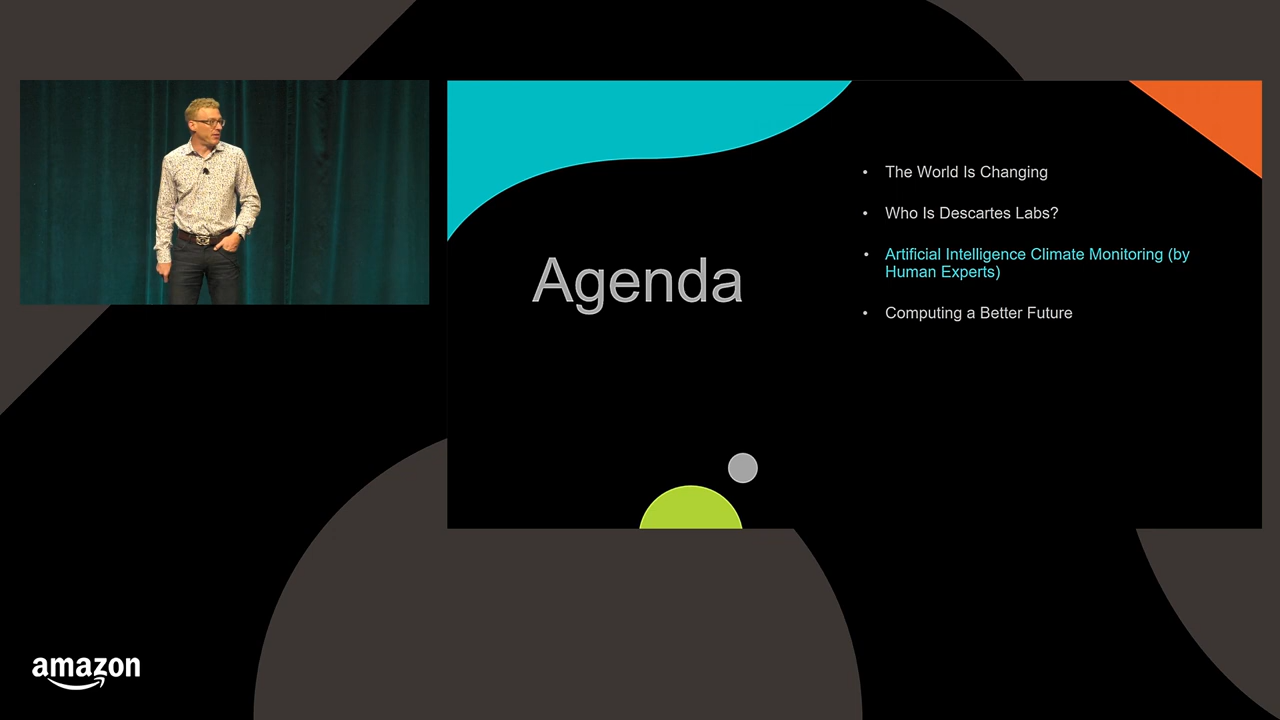 Agenda
• The World Is Changing
• Who Is Descartes Labs?
• Artificial Intelligence Climate Monitoring (by
Human Experts)
• Computing a Better Future
amazon